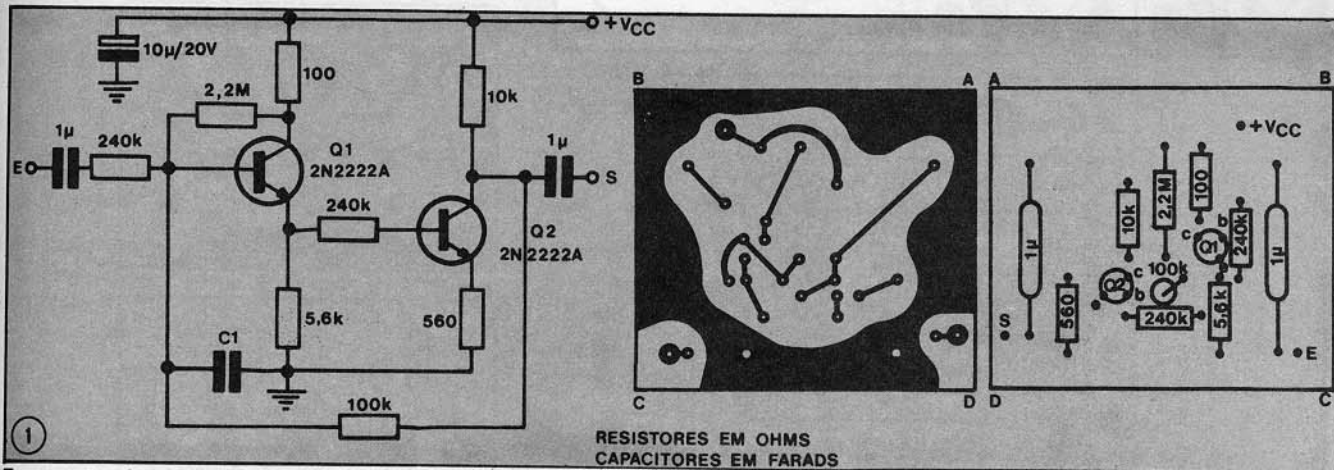 +VCC
10µ/20V
100
2,2M
10k
1µ
240k
E
Q1
2N2222A
1µ
S
240k
Q2
2N2222A
5,6k
560
C1
100k
1
RESISTORES EM OHMS
CAPACITORES EM FARADS
B
A
C
D
A
B
+VCC
1µ
10k
2,2M
100
c
b
Q1
240k
1µ
100k
Q2
c
b
560
240k
5,6k
S
E
D
C